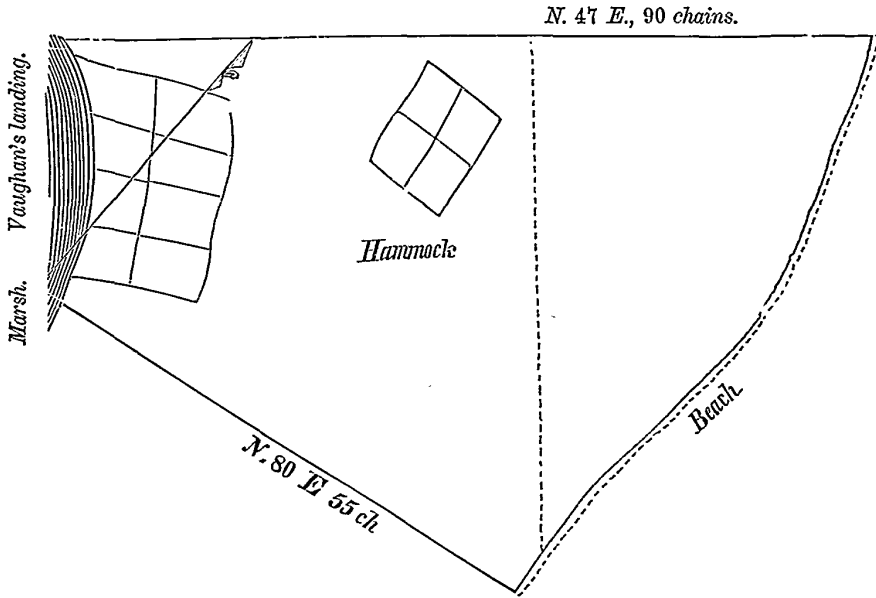 N. 47 E., 90 chains.
Vaughan's landing.
Marsh.
Hammock
Beach
N. 80 E 55 ch